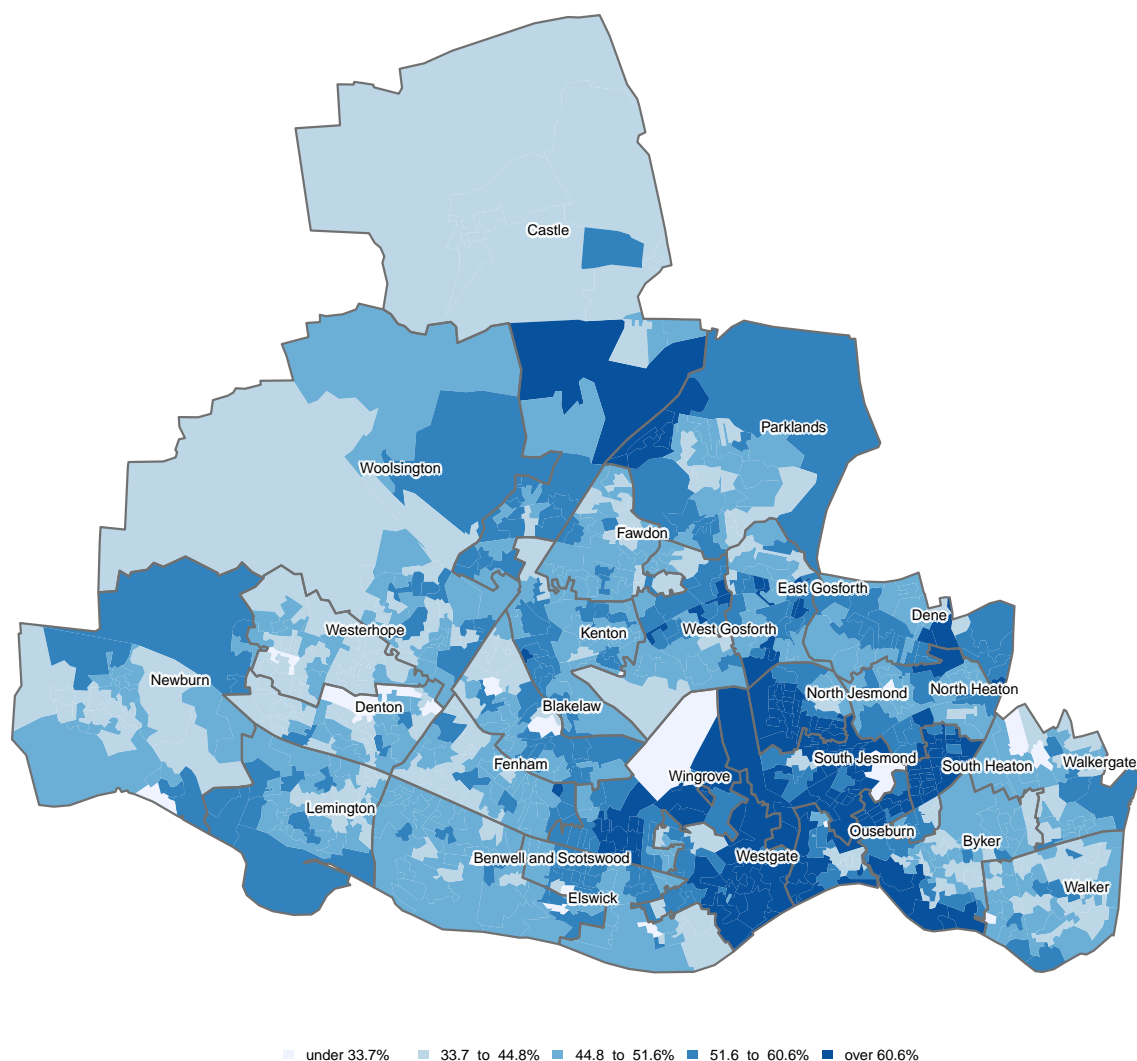 Castle
Parklands
Woolsington
Fawdon
East Gosforth
Dene
Westerhope
Kenton
West Gosforth
Newburn
North Jesmond
North Heaton
Denton
Blakelaw
South Jesmond
Fenham
South Heaton
Walkergate
Wingrove
Lemington
Ouseburn
Byker
Benwell and Scotswood
Westgate
Walker
Elswick
under 33.7% 33.7 to 44.8% 44.8 to 51.6% 51.6 to 60.6% over 60.6%